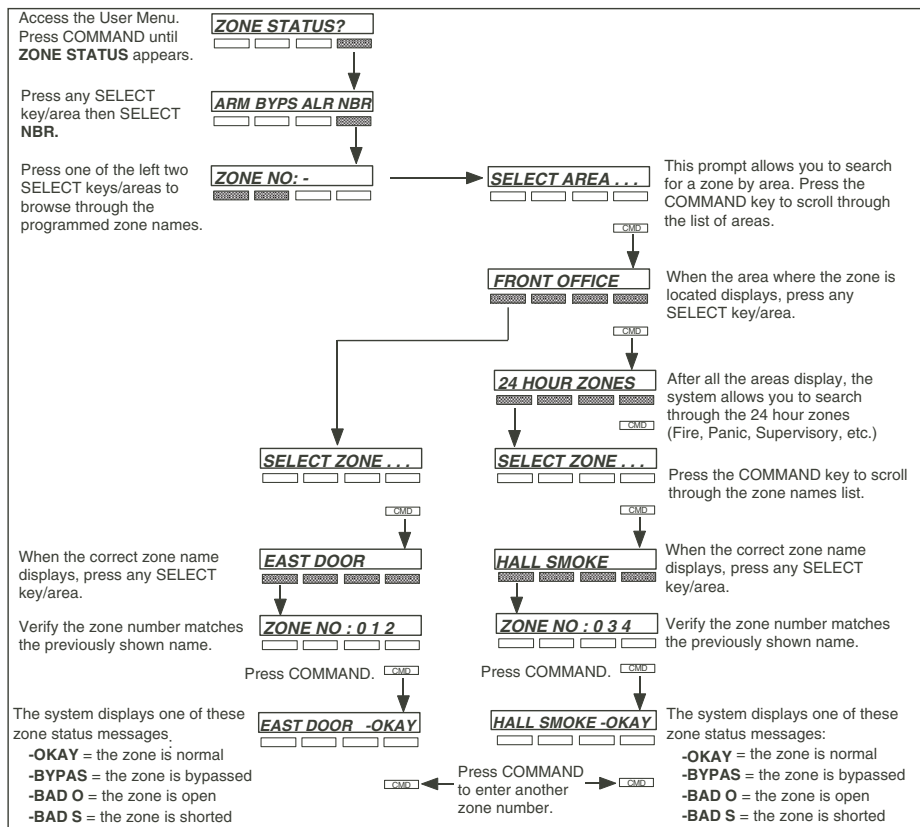 Access the User Menu.
Press COMMAND until
ZONE STATUS appears.
ZONE STATUS?
Press any SELECT
key/area then SELECT
NBR.
ARM BYPS ALR NBR
Press one of the left two
SELECT keys/areas to
browse through the
programmed zone names.
ZONE NO: -
SELECT AREA . . .
This prompt allows you to search
for a zone by area. Press the
COMMAND key to scroll through
the list of areas.
CMD
FRONT OFFICE
When the area where the zone is
located displays, press any
SELECT key/area.
CMD
24 HOUR ZONES
After all the areas display, the
system allows you to search
through the 24 hour zones
(Fire, Panic, Supervisory, etc.)
CMD
SELECT ZONE . . .
SELECT ZONE . . .
Press the COMMAND key to scroll
through the zone names list.
CMD
CMD
When the correct zone name
displays, press any SELECT
key/area.
EAST DOOR
HALL SMOKE
When the correct zone name
displays, press any SELECT
key/area.
Verify the zone number matches
the previously shown name.
ZONE NO : 0 1 2
ZONE NO : 0 3 4
Verify the zone number matches
the previously shown name.
Press COMMAND. CMD
Press COMMAND. CMD
The system displays one of these
zone status messages:
-OKAY = the zone is normal
-BYPAS = the zone is bypassed
-BAD O = the zone is open
-BAD S = the zone is shorted
EAST DOOR -OKAY
HALL SMOKE -OKAY
The system displays one of these
zone status messages:
-OKAY = the zone is normal
-BYPAS = the zone is bypassed
-BAD O = the zone is open
-BAD S = the zone is shorted
CMD
Press COMMAND
to enter another
zone number.
CMD